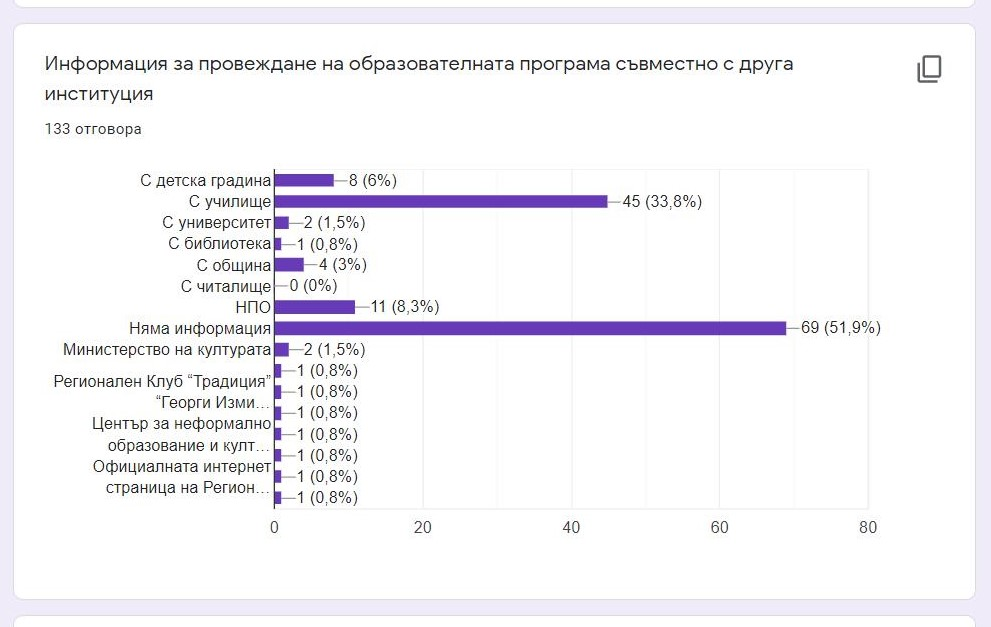 Информация за провеждане на образователната програма съвместно с друга
институция
133 отговора
С детска градина 8 (6%)
С училище 45 (33,8%)
С университет 2 (1,5%)
С библиотека 1 (0,8%)
С община 4 (3%)
С читалище 0 (0%)
НПО 11 (8,3%)
Няма информация 69 (51,9%)
Министерство на културата 2 (1,5%)
1 (0,8%)
Регионален Клуб “Традиция”
1 (0,8%)
“Георги Изми…
1 (0,8%)
Център за неформално
1 (0,8%)
образование и култ…
1 (0,8%)
Официалната интернет
1 (0,8%)
страница на Регион…
1 (0,8%)
0 20 40 60 80